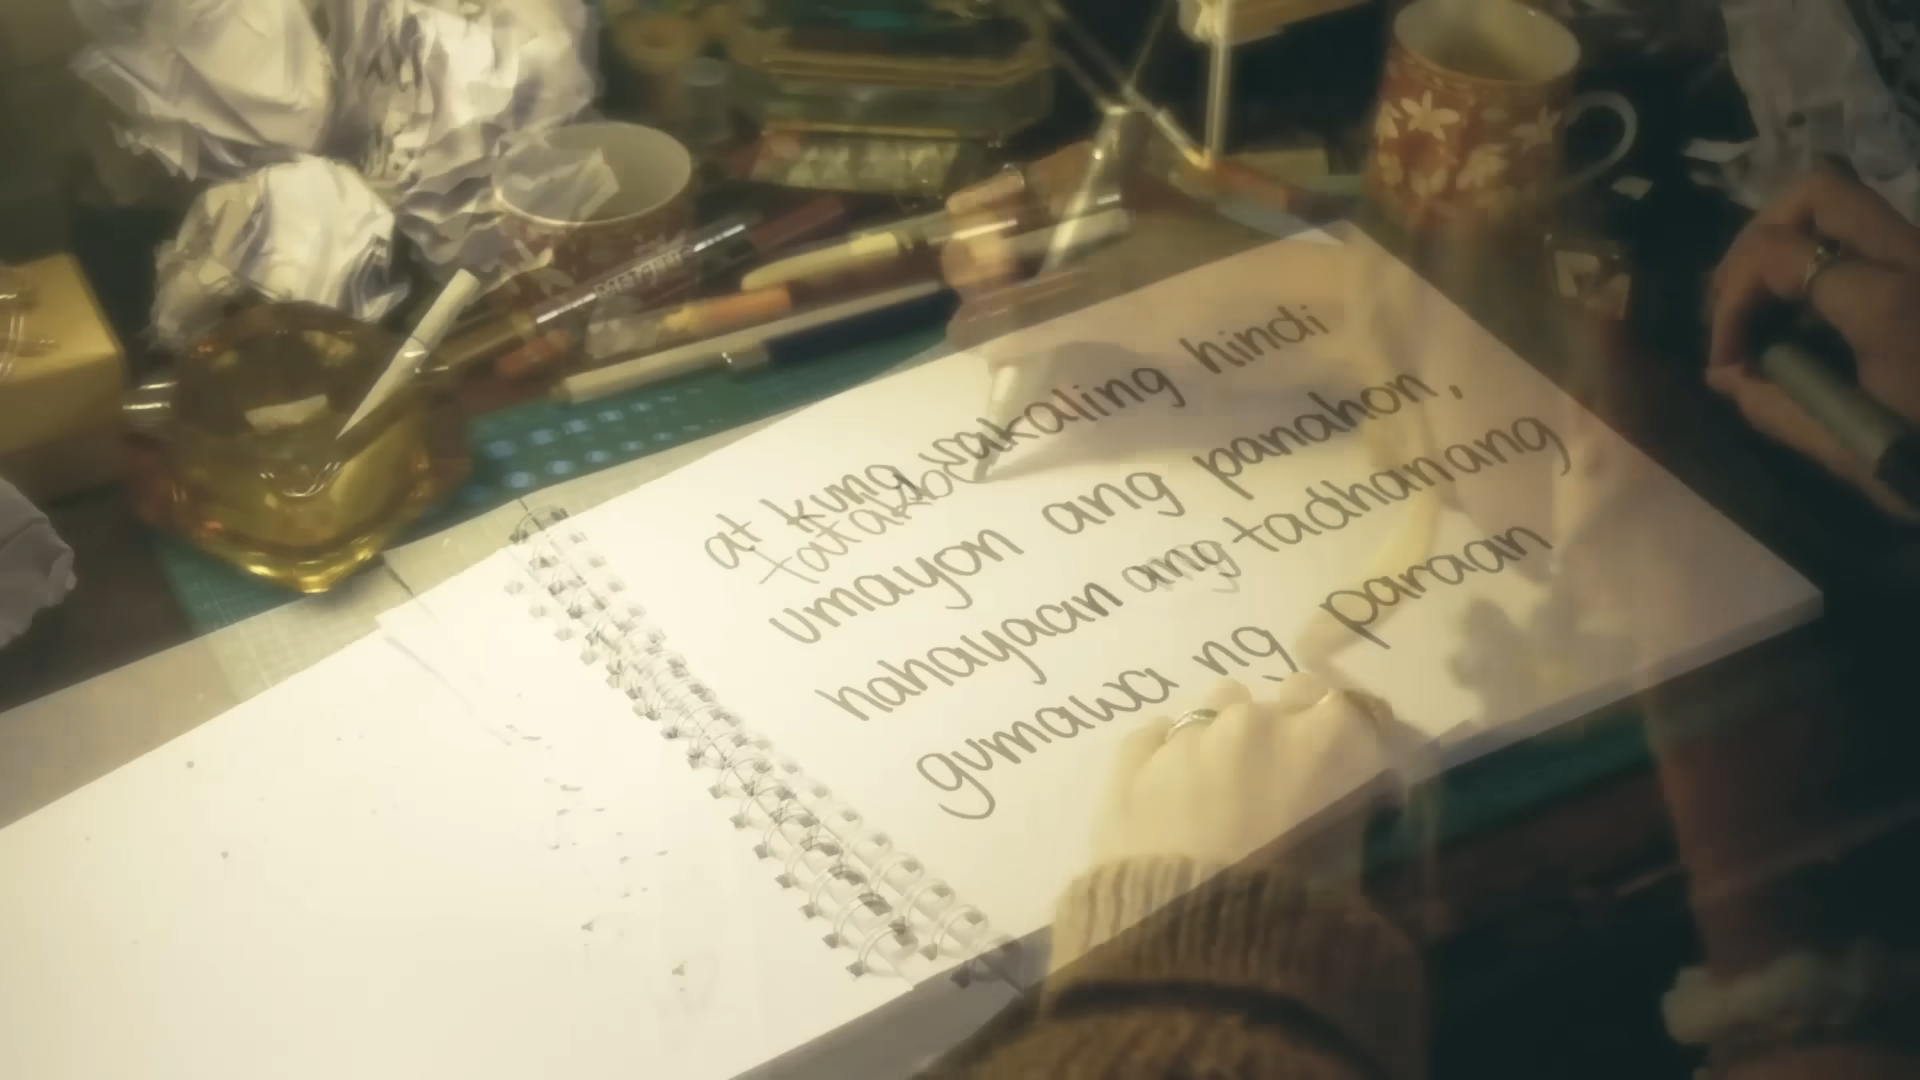 at kung sakaling hindi
tatakbo
umayon ang panahon,
hahayaan ang tadhanang
gumawa ng paraan